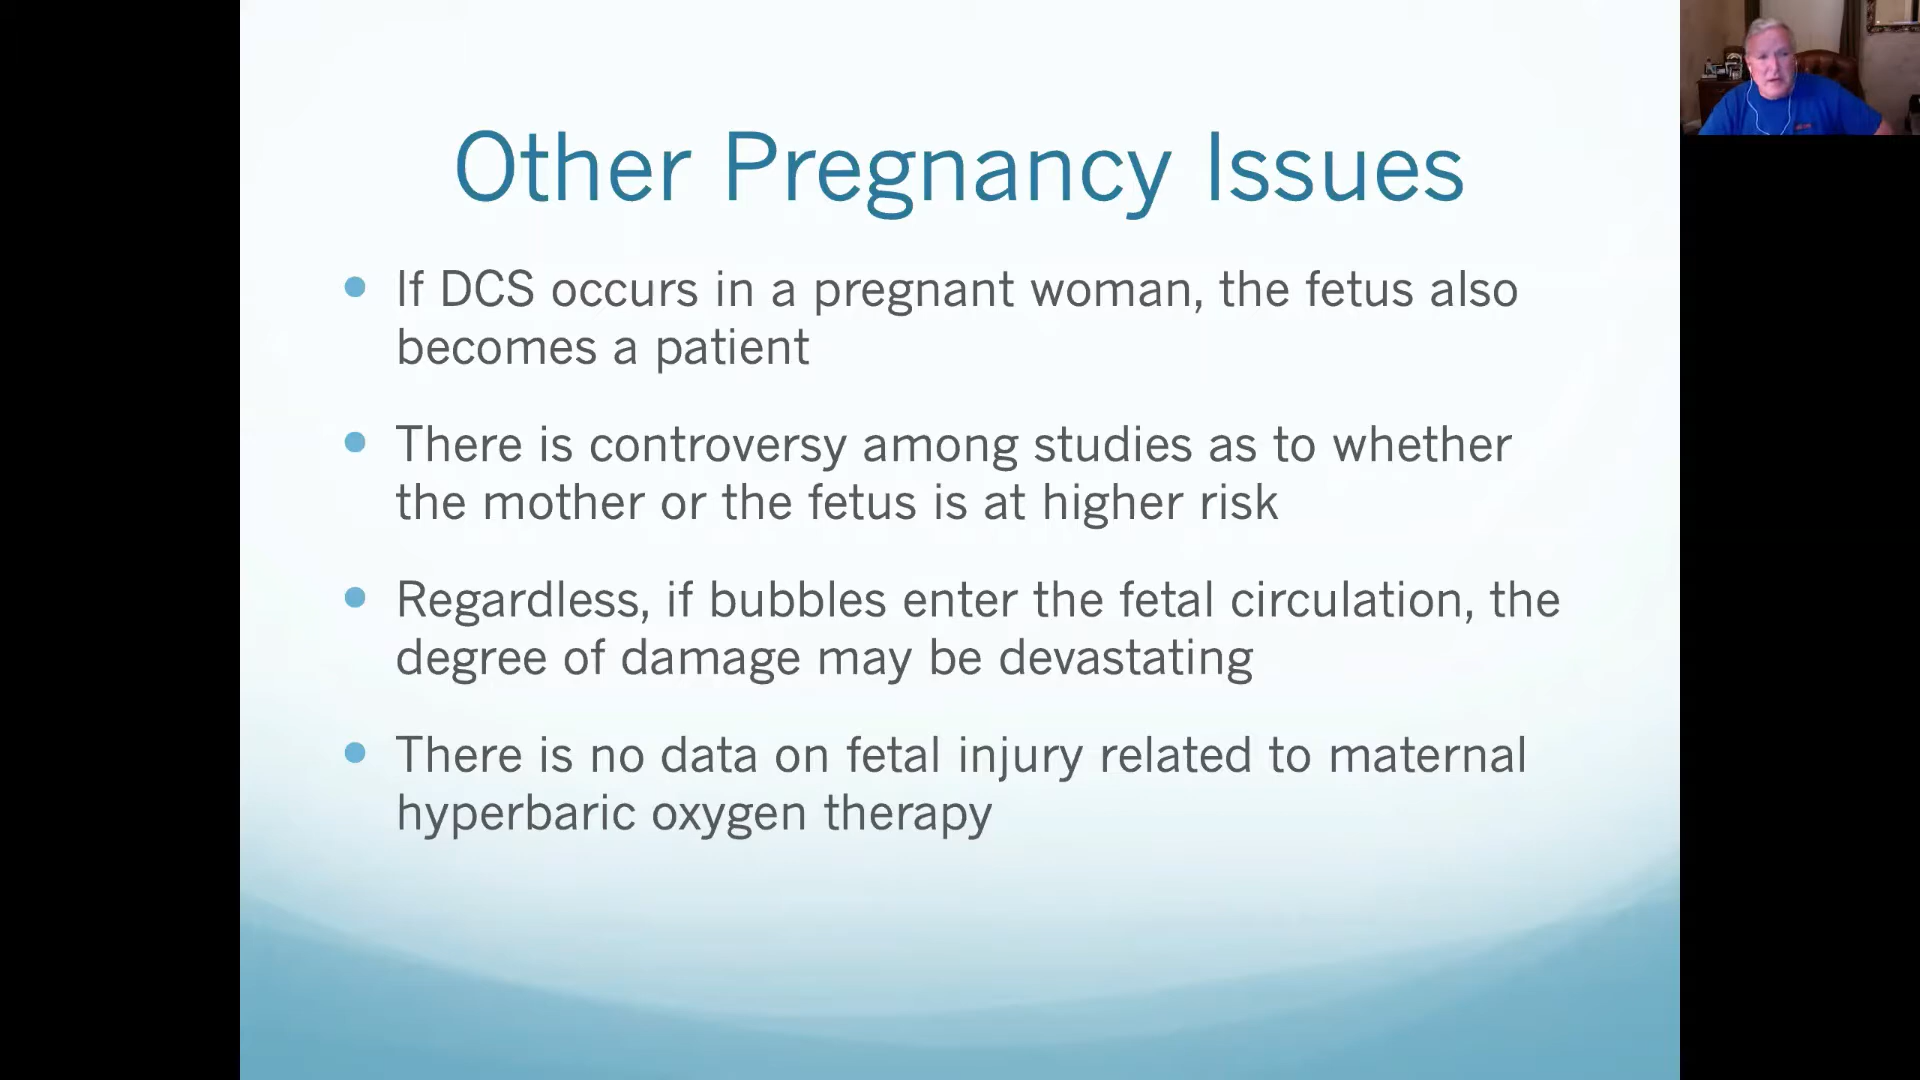 Other Pregnancy Issues
If DCS occurs in a pregnant woman, the fetus also
becomes a patient
There is controversy among studies as to whether
the mother or the fetus is at higher risk
Regardless, if bubbles enter the fetal circulation, the
degree of damage may be devastating
There is no data on fetal injury related to maternal
hyperbaric oxygen therapy